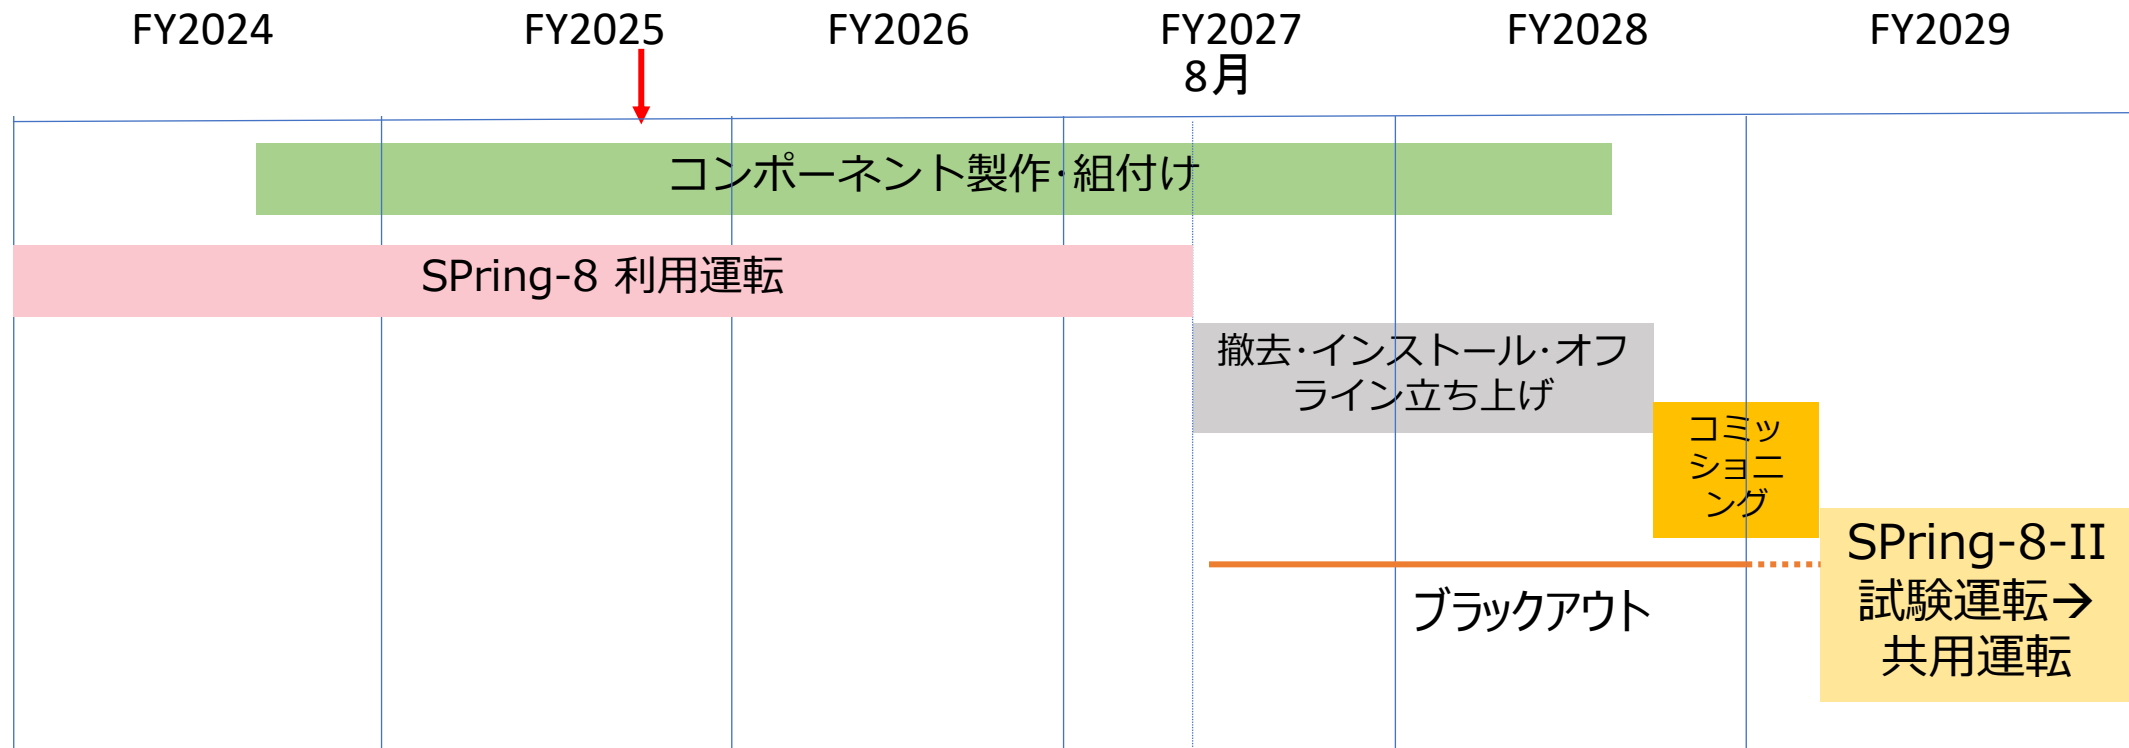 FY2024 FY2025 FY2026 FY2027 FY2028 FY2029
8月
コンポーネント製作・組付け
SPring-8 利用運転
撤去・インストール・オフ
ライン立ち上げ
コミッ
ショニ
ング
SPring-8-II
試験運転→
共用運転
ブラックアウト